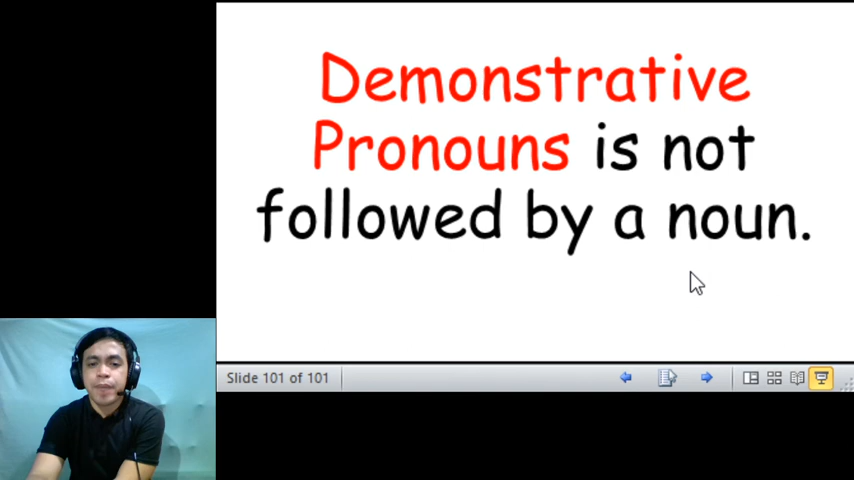 Demonstrative
Pronouns is not
followed by a noun.
Slide 101 of 101